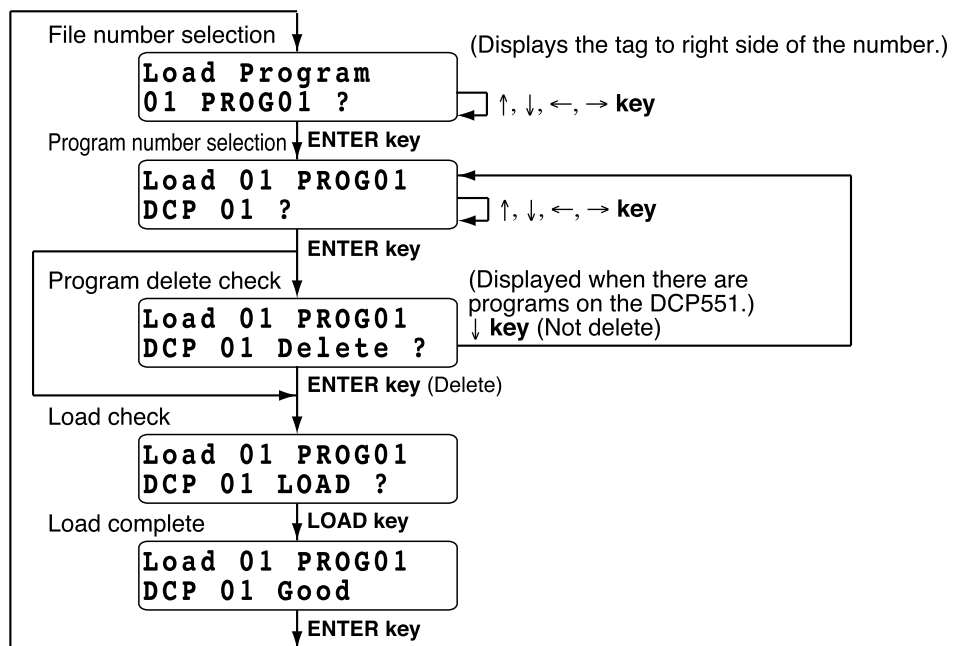 File number selection
(Displays the tag to right side of the number.)
Load Program
01 PROG01 ?
↑, ↓, ←, → key
ENTER key
Program number selection
Load 01 PROG01
DCP 01 ?
↑, ↓, ←, → key
ENTER key
Program delete check
(Displayed when there are
programs on the DCP551.)
↓ key (Not delete)
Load 01 PROG01
DCP 01 Delete ?
ENTER key (Delete)
Load check
Load 01 PROG01
DCP 01 LOAD ?
LOAD key
Load complete
Load 01 PROG01
DCP 01 Good
ENTER key